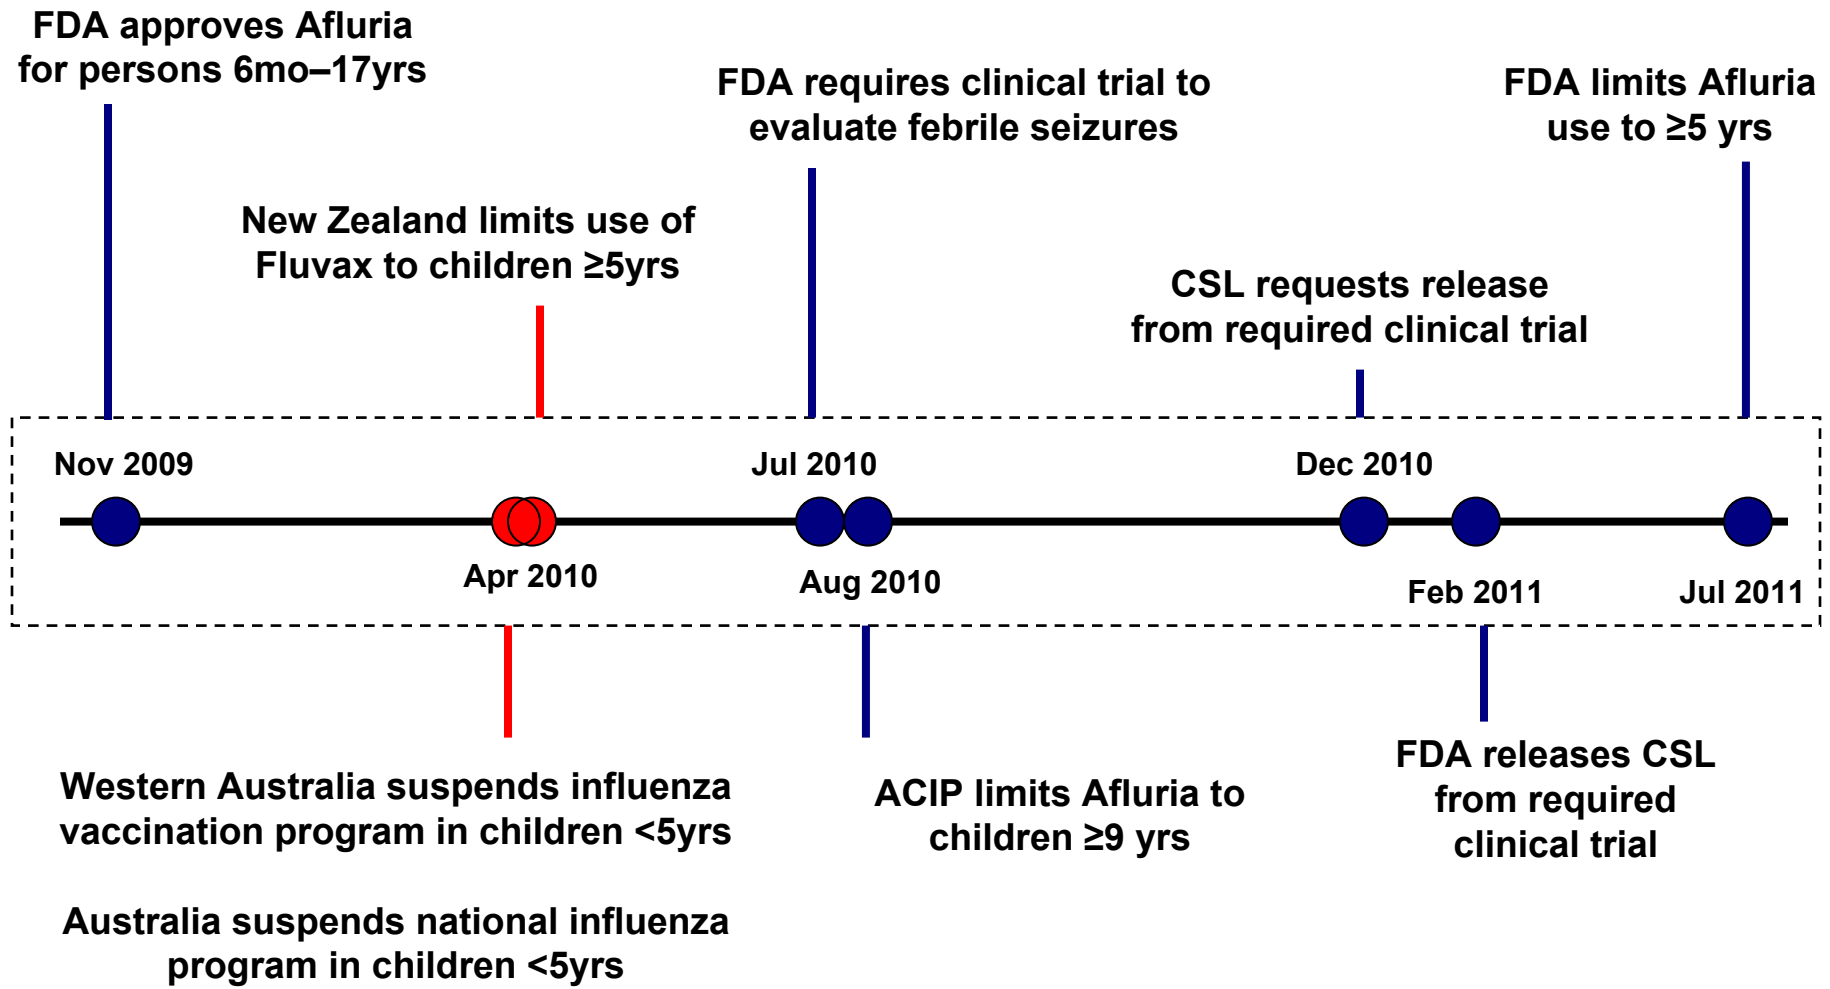 FDA approves Afluria
for persons 6mo–17yrs
FDA requires clinical trial to
evaluate febrile seizures
FDA limits Afluria
use to ≥5 yrs
New Zealand limits use of
Fluvax to children ≥5yrs
CSL requests release
from required clinical trial
Nov 2009
Jul 2010
Dec 2010
Apr 2010
Aug 2010
Feb 2011
Jul 2011
Western Australia suspends influenza
vaccination program in children <5yrs
Australia suspends national influenza
program in children <5yrs
ACIP limits Afluria to
children ≥9 yrs
FDA releases CSL
from required
clinical trial